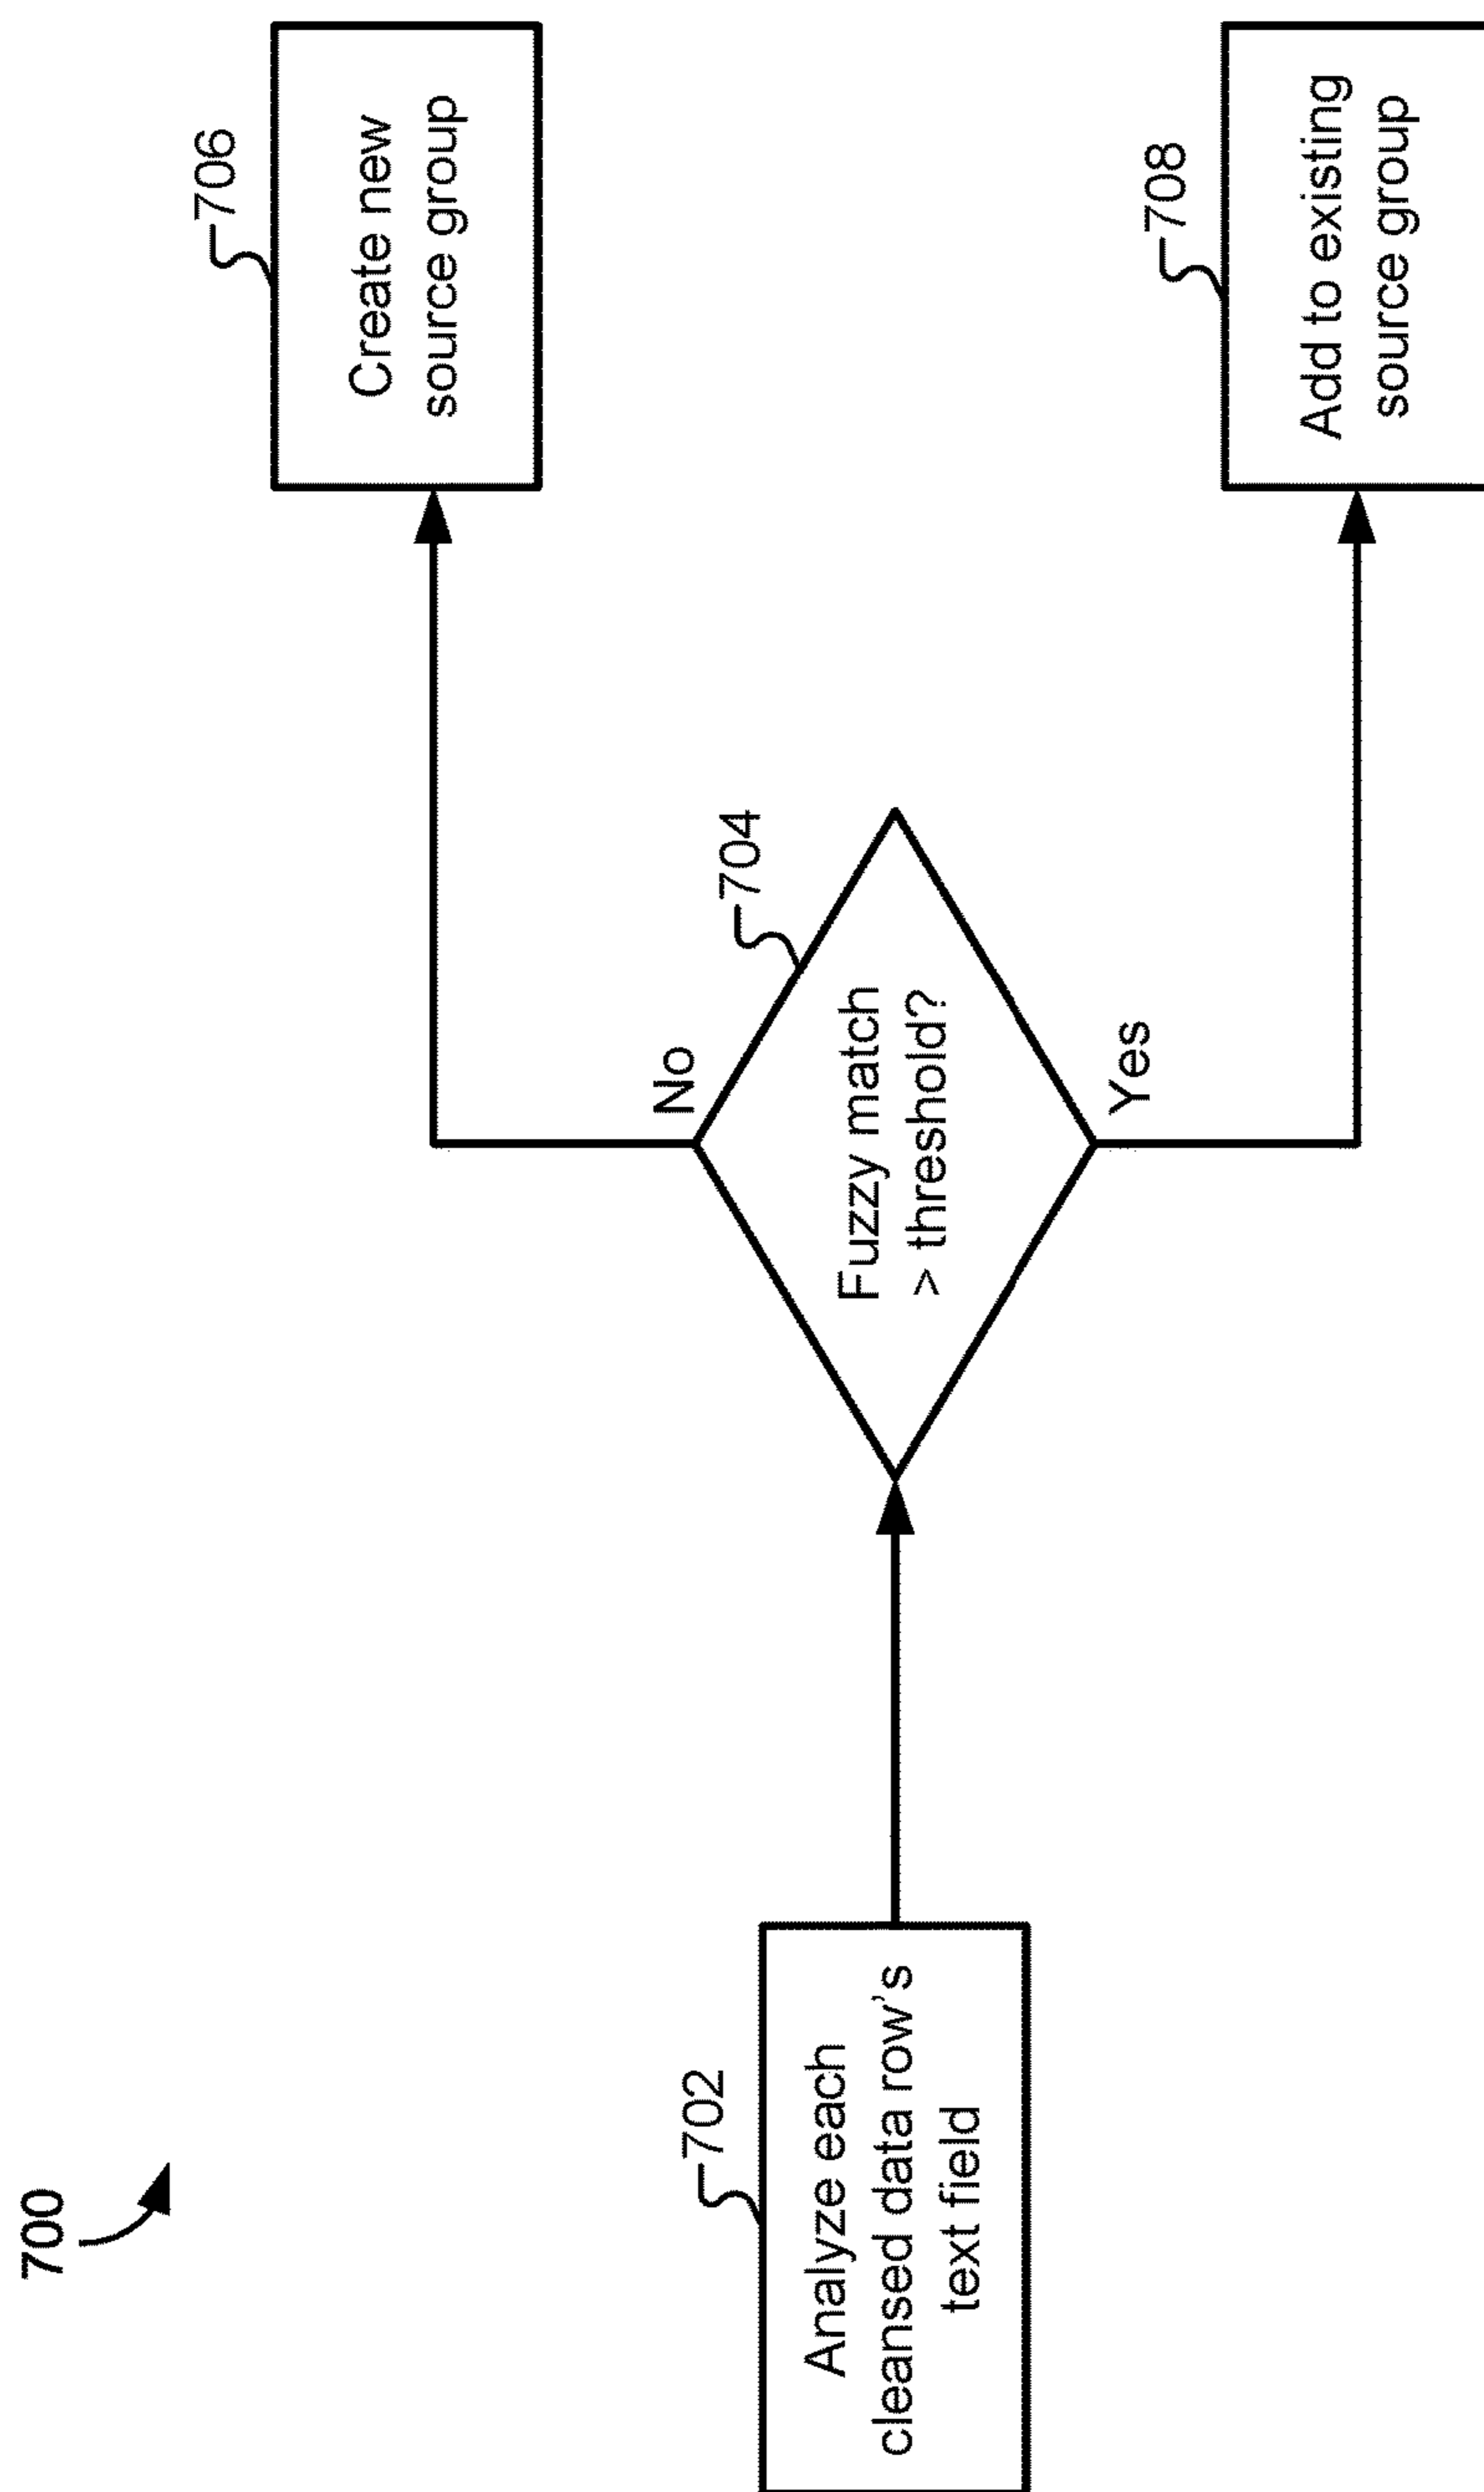 700
702
Analyze each
cleansed data row's
text field
704
Fuzzy match
> threshold?
No
Yes
706
Create new
source group
708
Add to existing
source group